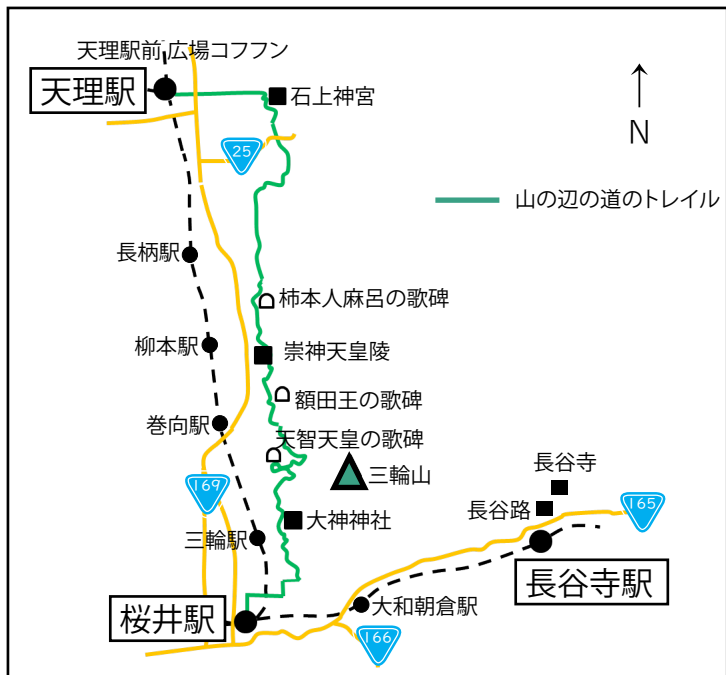 天理駅前広場コフフン
天理駅
石上神宮
N
25
山の辺の道のトレイル
長柄駅
柿本人麻呂の歌碑
柳本駅
崇神天皇陵
額田王の歌碑
巻向駅
天智天皇の歌碑
三輪山
長谷寺
169
長谷路
165
大神神社
三輪駅
長谷寺駅
大和朝倉駅
桜井駅
166